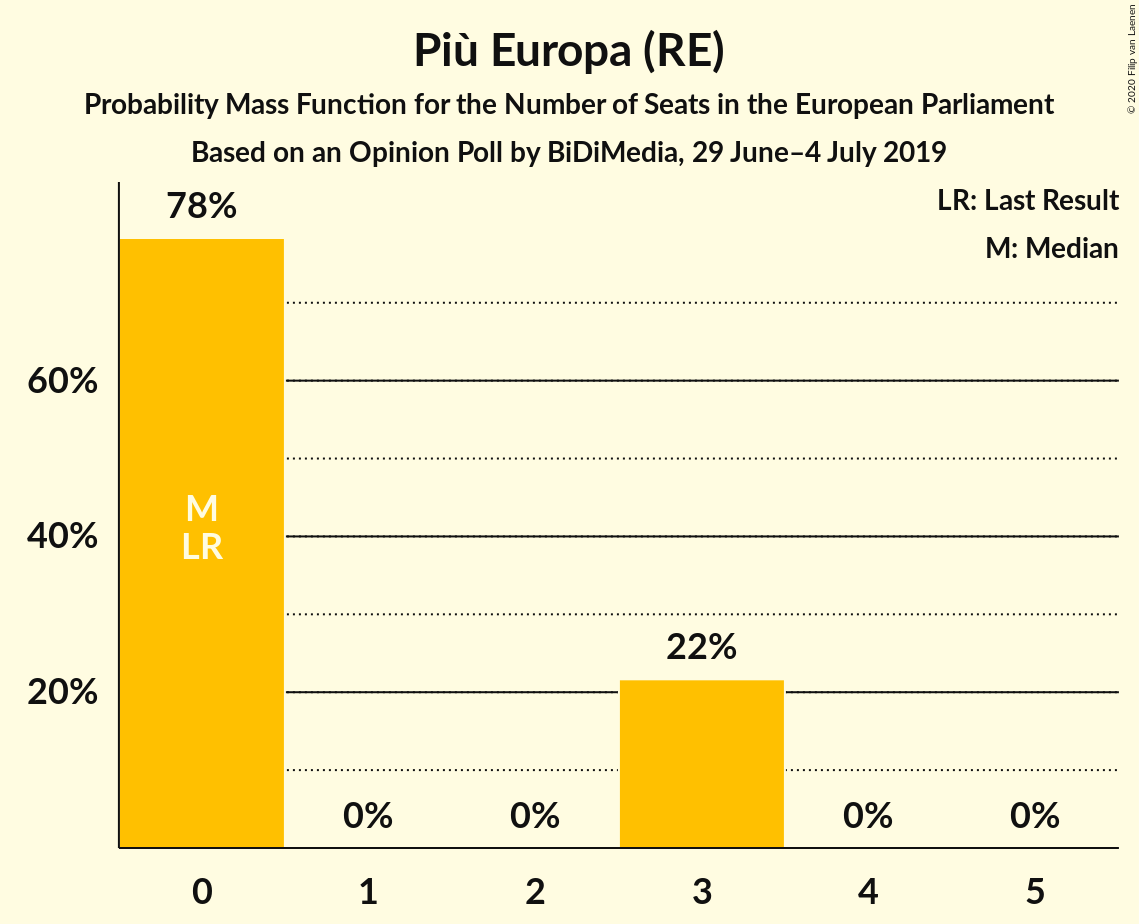 Più Europa (RE)
Probability Mass Function for the Number of Seats in the European Parliament
Based on an Opinion Poll by BiDiMedia, 29 June–4 July 2019
© 2020 Filip van Laenen
LR: Last Result
M: Median
78%
60%
40%
20%
M
LR
0%
0%
22%
0%
0%
0
1
2
3
4
5